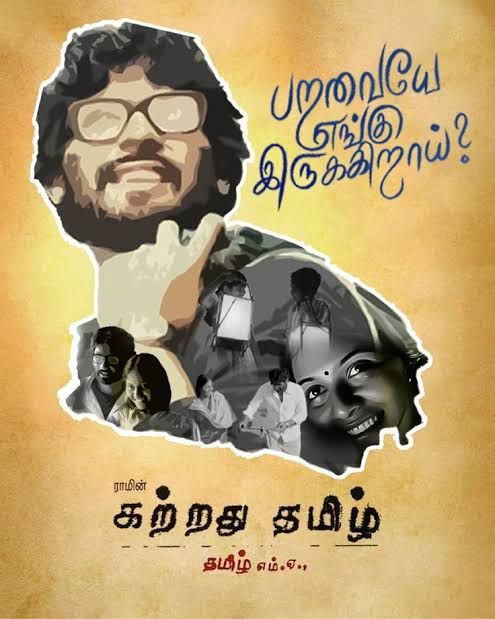 பறவையே
எங்கு
இருக்கிறாய்?
ராமின்
கற்றது தமிழ்
தமிழ் எம்.ஏ.,